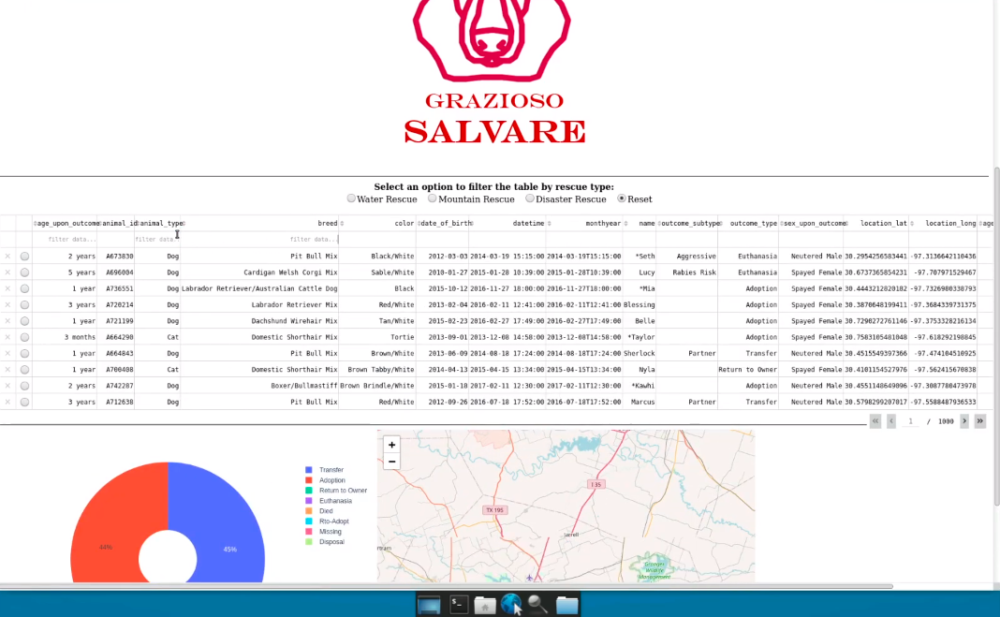 GRAZIOSO
SALVARE
Select an option to filter the table by rescue type:
Water Rescue Mountain Rescue Disaster Rescue Reset
age_upon_outcome animal_id animal_type breed color date_of_birth datetime monthyear name outcome_subtype outcome_type sex_upon_outcome location_lat location_long age
filter data... filter data... filter data...
2 years A673830 Dog Pit Bull Mix Black/White 2012-03-03 2014-03-19 15:15:00 2014-03-19T15:15:00 *Seth Aggressive Euthanasia Neutered Male 30.2954256583441 -97.3136642110436
5 years A696004 Dog Cardigan Welsh Corgi Mix Sable/White 2010-01-27 2015-01-28 10:39:00 2015-01-28T10:39:00 Lucy Rabies Risk Euthanasia Spayed Female 30.6737365854231 -97.707971529467
1 year A736551 Dog Labrador Retriever/Australian Cattle Dog Black 2015-10-12 2016-11-27 18:00:00 2016-11-27T18:00:00 *Mia Adoption Spayed Female 30.4443212820182 -97.7326980338793
3 years A720214 Dog Labrador Retriever Mix Red/White 2013-02-04 2016-02-11 12:41:00 2016-02-11T12:41:00 Blessing Adoption Spayed Female 30.3870648199411 -97.3684339731375
1 year A721199 Dog Dachshund Wirehair Mix Tan/White 2015-02-23 2016-02-27 17:49:00 2016-02-27T17:49:00 Belle Adoption Spayed Female 30.7290272761146 -97.3753328216134
3 months A664290 Cat Domestic Shorthair Mix Tortie 2013-09-01 2013-12-08 14:58:00 2013-12-08T14:58:00 *Taylor Adoption Spayed Female 30.7583105481048 -97.618292198845
1 year A664843 Dog Pit Bull Mix Brown/White 2013-06-09 2014-08-18 17:24:00 2014-08-18T17:24:00 Sherlock Partner Transfer Neutered Male 30.4515549397366 -97.474104510925
1 year A700408 Cat Domestic Shorthair Mix Brown Tabby/White 2014-04-13 2015-04-15 13:34:00 2015-04-15T13:34:00 Nyla Return to Owner Spayed Female 30.4101154527976 -97.562415670838
2 years A742287 Dog Boxer/Bullmastiff Brown Brindle/White 2015-01-18 2017-02-11 12:30:00 2017-02-11T12:30:00 *Kawhi Adoption Neutered Male 30.4551148649096 -97.3087780473978
3 years A712638 Dog Pit Bull Mix Red/White 2012-09-26 2016-07-18 17:52:00 2016-07-18T17:52:00 Marcus Partner Transfer Neutered Male 30.5798299207017 -97.5588487936533
« ‹ 1 / 1000 › »
Transfer
Adoption
Return to Owner
Euthanasia
Died
Rto-Adopt
Missing
Disposal
44%
45%
+
−
I 35
TX 195
Jarrell
rtram
Granger
Wildlife
Management